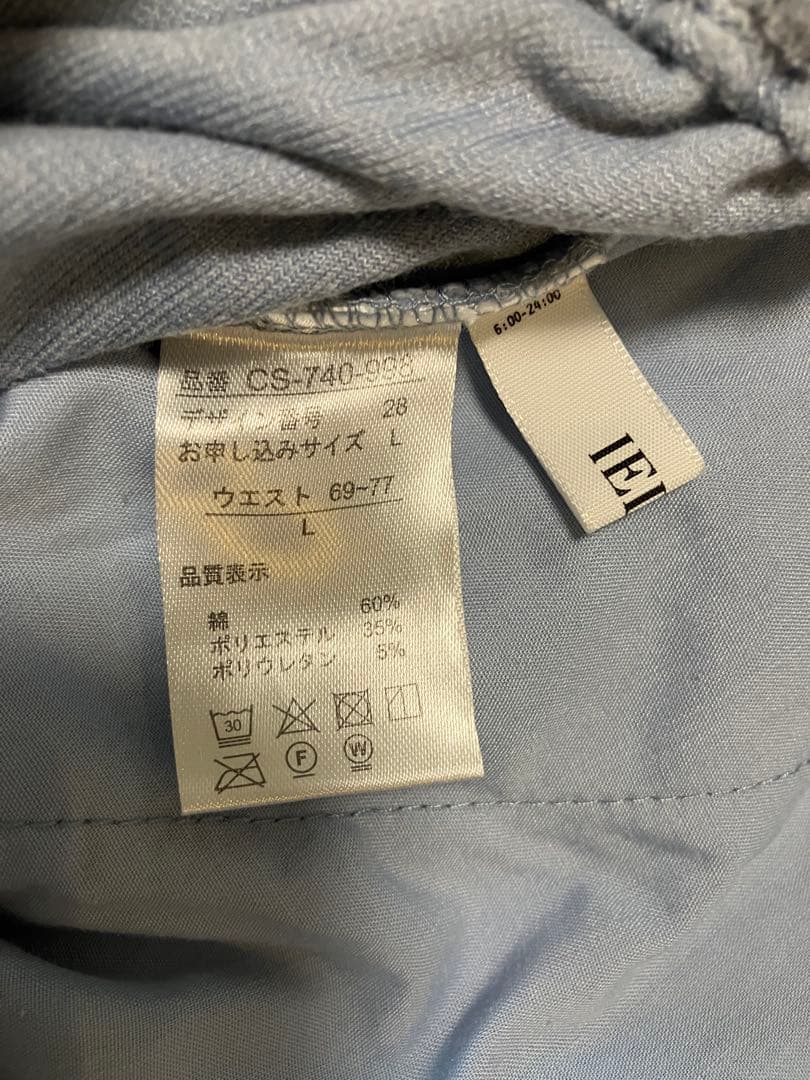 品番 CS-740-998
デザイン番号 28
お申し込みサイズ L
ウエスト 69~77
L
品質表示
綿 60%
ポリエステル 35%
ポリウレタン 5%
30
F
W
6:00-24:00